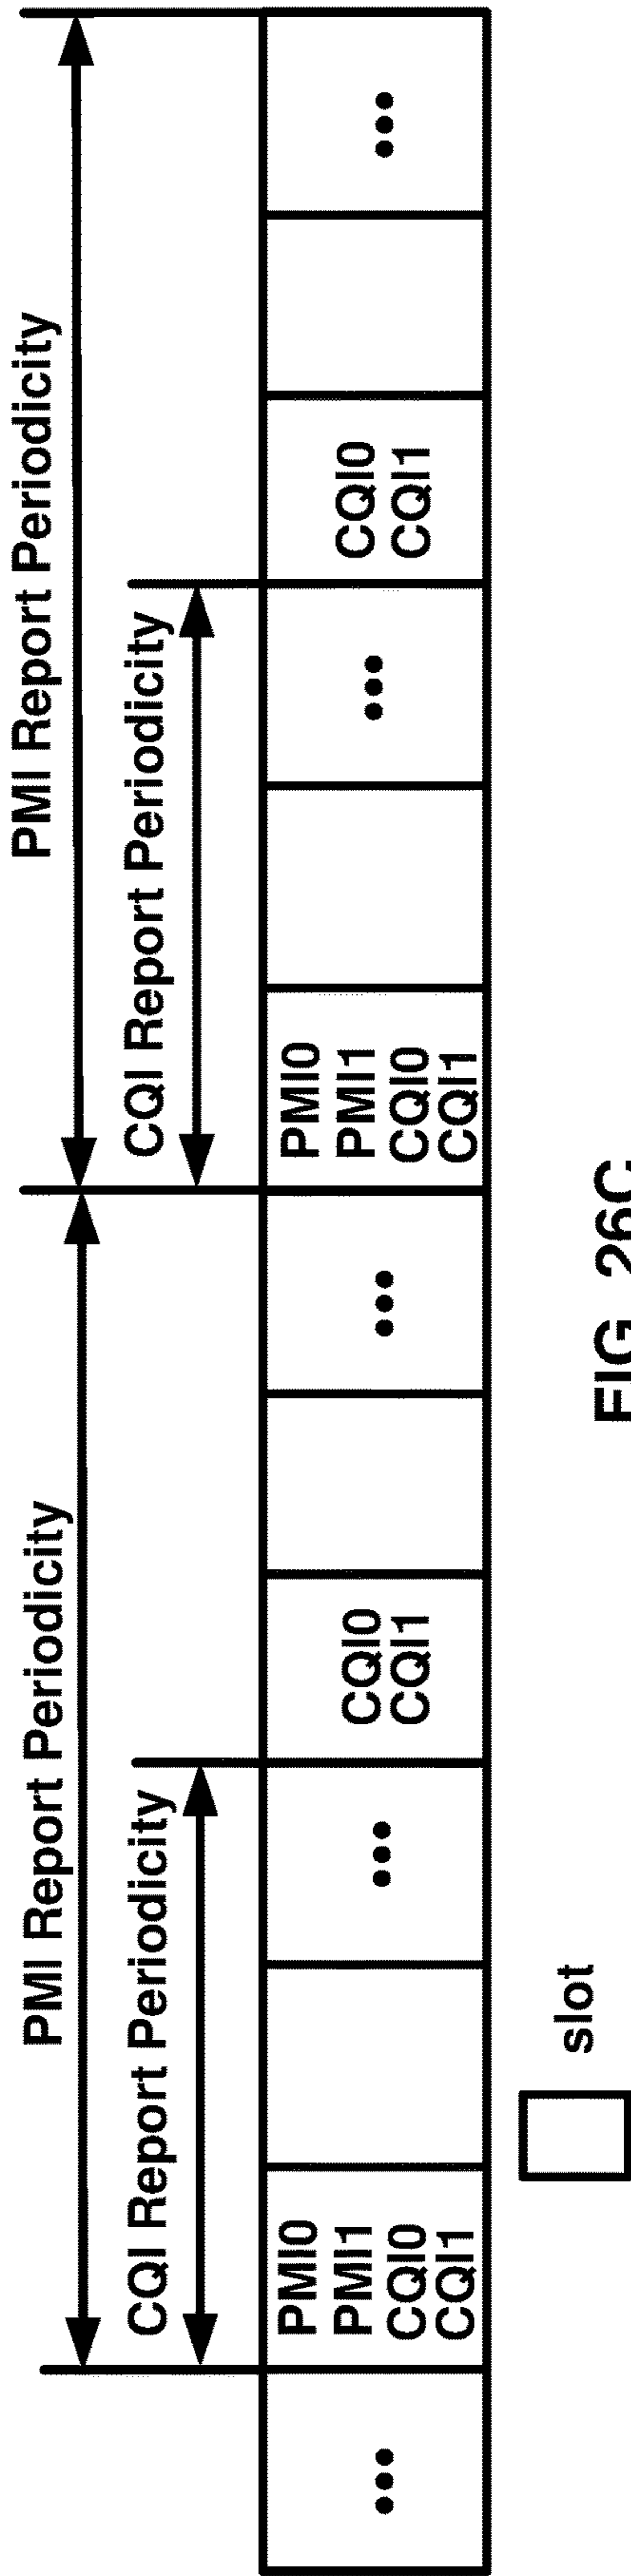 PMI Report Periodicity
PMI Report Periodicity
CQI Report Periodicity
CQI Report Periodicity
...
PMI0
PMI1
CQI0
CQI1
...
CQI0
CQI1
...
PMI0
PMI1
CQI0
CQI1
...
CQI0
CQI1
...
slot
FIG. 26C